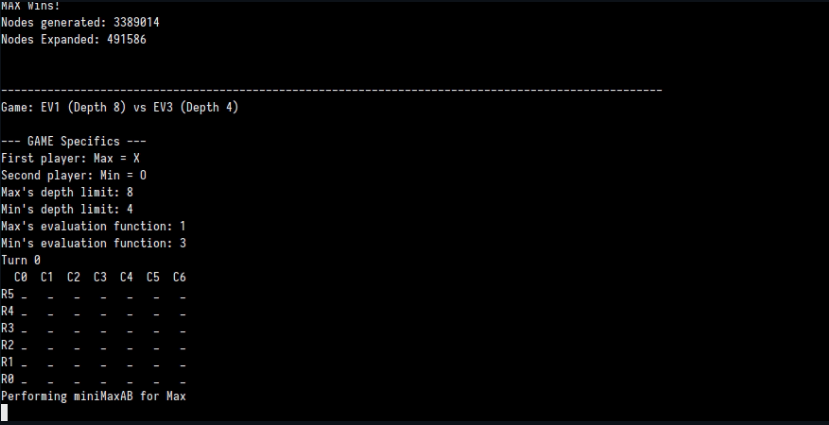 MAX Wins!
Nodes generated: 3389014
Nodes Expanded: 491586
----------------------------------------------------------------------------------------------------
Game: EV1 (Depth 8) vs EV3 (Depth 4)
--- GAME Specifics ---
First player: Max = X
Second player: Min = O
Max's depth limit: 8
Min's depth limit: 4
Max's evaluation function: 1
Min's evaluation function: 3
Turn 0
C0 C1 C2 C3 C4 C5 C6
R5 _ _ _ _ _ _ _
R4 _ _ _ _ _ _ _
R3 _ _ _ _ _ _ _
R2 _ _ _ _ _ _ _
R1 _ _ _ _ _ _ _
R0 _ _ _ _ _ _ _
Performing miniMaxAB for Max